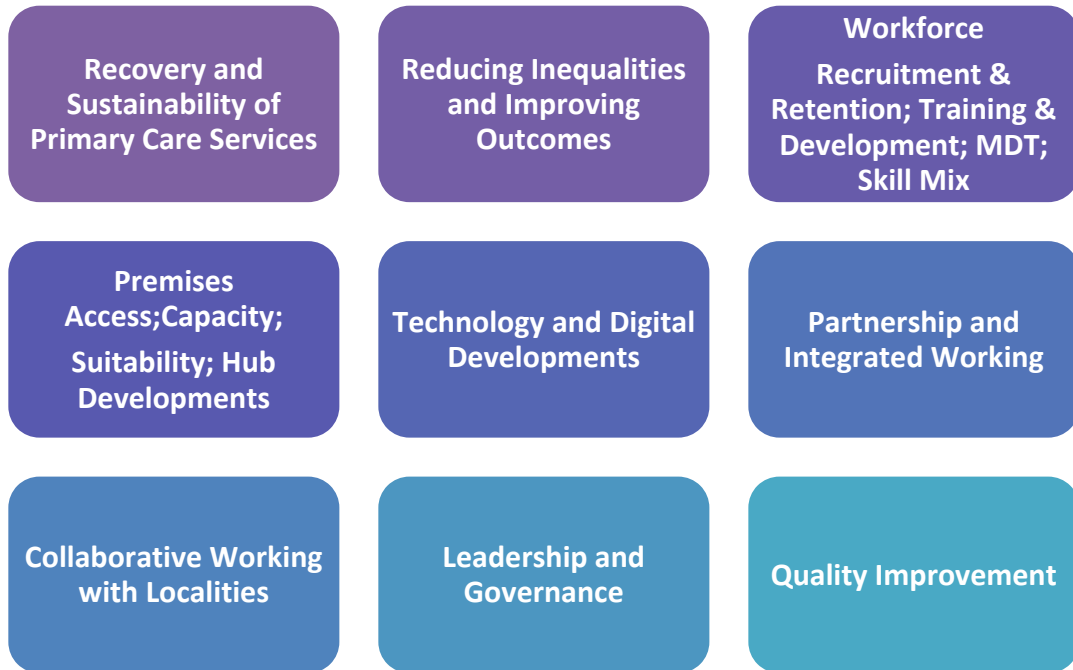 Recovery and
Sustainability of
Primary Care Services
Reducing Inequalities
and Improving
Outcomes
Workforce
Recruitment &
Retention; Training &
Development; MDT;
Skill Mix
Premises
Access;Capacity;
Suitability; Hub
Developments
Technology and Digital
Developments
Partnership and
Integrated Working
Collaborative Working
with Localities
Leadership and
Governance
Quality Improvement